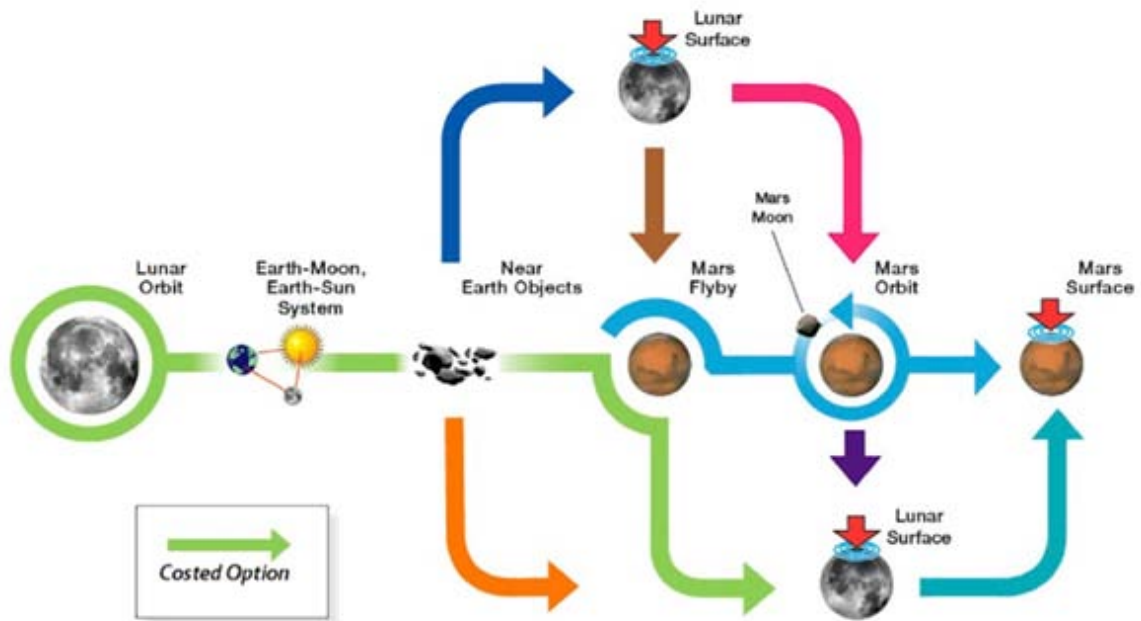 Lunar
Surface
Mars
Moon
Lunar
Orbit
Earth-Moon,
Earth-Sun
System
Near
Earth Objects
Mars
Flyby
Mars
Orbit
Mars
Surface
Lunar
Surface
Costed Option